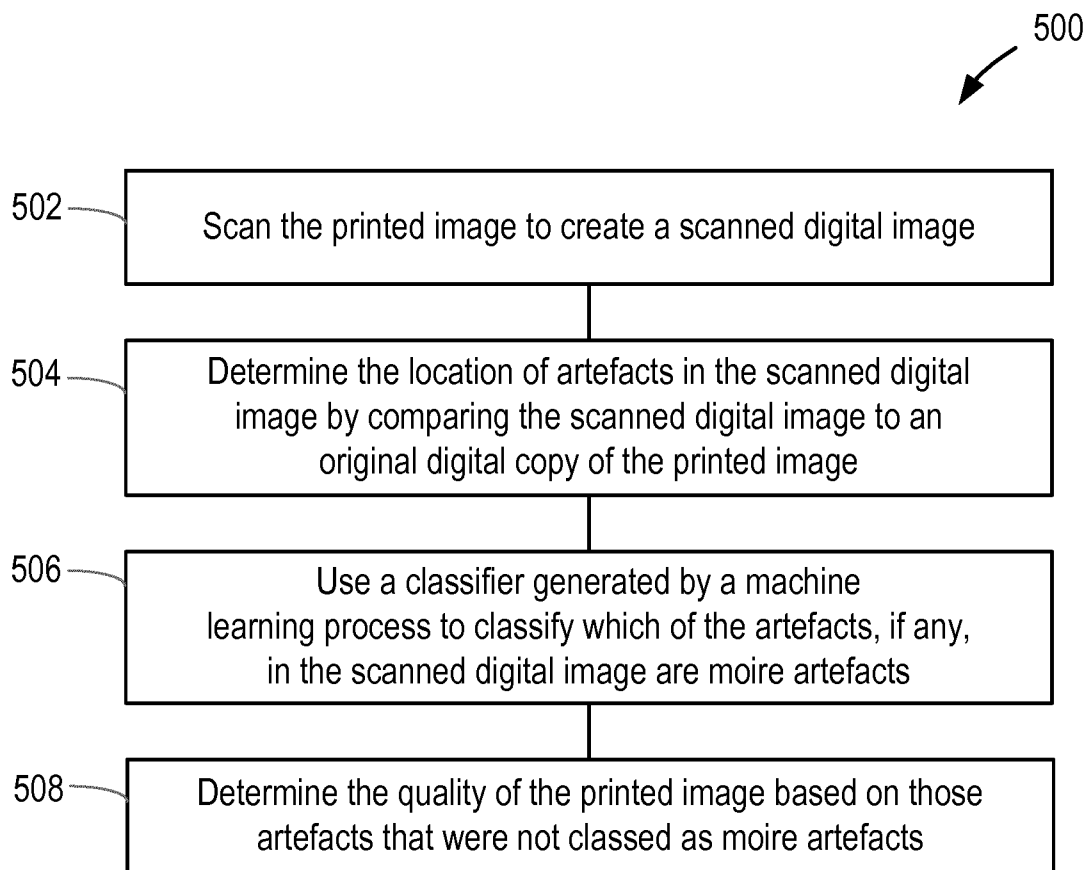 500
502
Scan the printed image to create a scanned digital image
504
Determine the location of artefacts in the scanned digital
image by comparing the scanned digital image to an
original digital copy of the printed image
506
Use a classifier generated by a machine
learning process to classify which of the artefacts, if any,
in the scanned digital image are moire artefacts
508
Determine the quality of the printed image based on those
artefacts that were not classed as moire artefacts